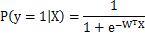 P(y = 1|X) = 1 / (1 + e^(-W^T X))